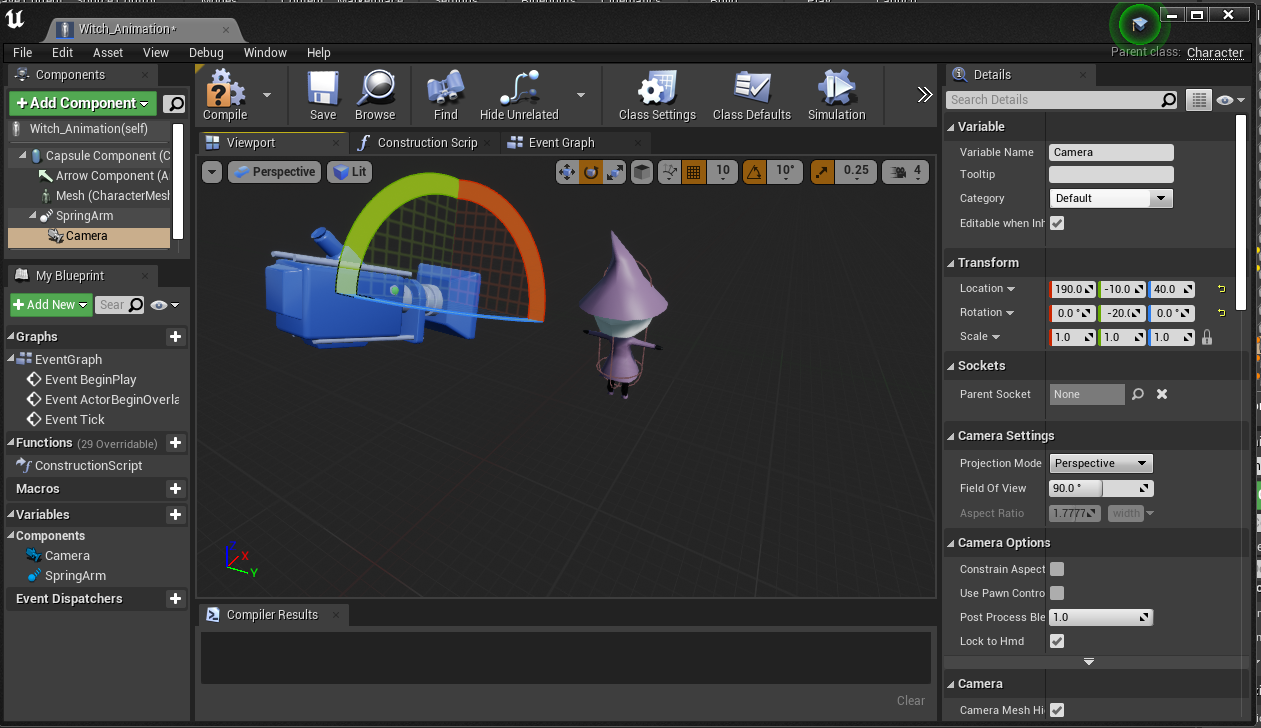 Witch_Animation*
Parent class: Character
File Edit Asset View Debug Window Help
Components
+ Add Component
Witch_Animation(self)
Capsule Component (C
Arrow Component (A
Mesh (CharacterMesh
SpringArm
Camera
My Blueprint
+ Add New
Sear
Graphs
EventGraph
Event BeginPlay
Event ActorBeginOverla
Event Tick
Functions (29 Overridable)
ConstructionScript
Macros
Variables
Components
Camera
SpringArm
Event Dispatchers
Compile
Save
Browse
Find
Hide Unrelated
Class Settings
Class Defaults
Simulation
Viewport
Construction Scrip
Event Graph
Perspective
Lit
10
10°
0.25
4
X
Y
Compiler Results
Clear
Details
Search Details
Variable
Variable Name Camera
Tooltip
Category Default
Editable when Inh
Transform
Location 190.0 -10.0 40.0
Rotation 0.0 ° -20.( 0.0 °
Scale 1.0 1.0 1.0
Sockets
Parent Socket None
Camera Settings
Projection Mode Perspective
Field Of View 90.0 °
Aspect Ratio 1.7777 width
Camera Options
Constrain Aspect
Use Pawn Contro
Post Process Ble 1.0
Lock to Hmd
Camera
Camera Mesh Hi